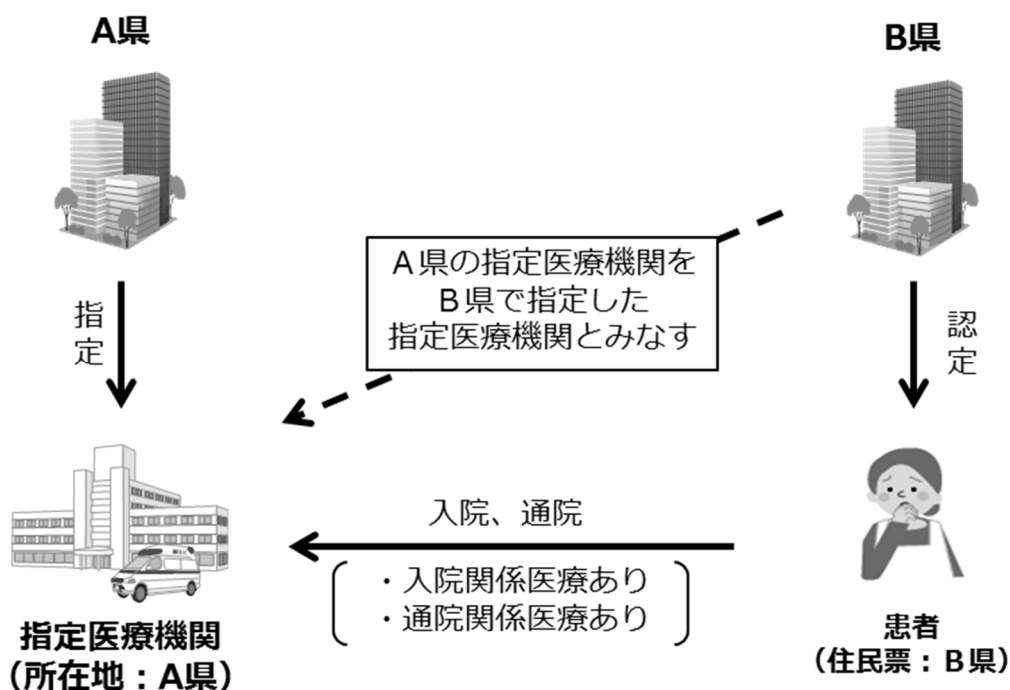 A県
B県
A県の指定医療機関を
B県で指定した
指定医療機関とみなす
指定
認定
入院、通院
・入院関係医療あり
・通院関係医療あり
指定医療機関
（所在地：A県）
患者
（住民票：B県）